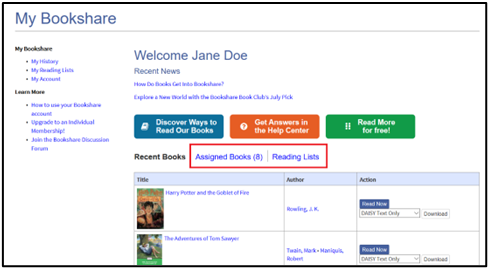 My Bookshare
My Bookshare
My History
My Reading Lists
My Account
Learn More
How to use your Bookshare
account
Upgrade to an Individual
Membership!
Join the Bookshare Discussion
Forum
Welcome Jane Doe
Recent News
How Do Books Get Into Bookshare?
Explore a New World with the Bookshare Book Club's July Pick
Discover Ways to
Read Our Books
Get Answers in
the Help Center
Read More
for free!
Recent Books Assigned Books (8) Reading Lists
Title Author Action
Harry Potter and the Goblet of Fire
Rowling, J. K.
Read Now
DAISY Text Only Download
The Adventures of Tom Sawyer
Twain, Mark • Maniquis,
Robert
Read Now
DAISY Text Only Download